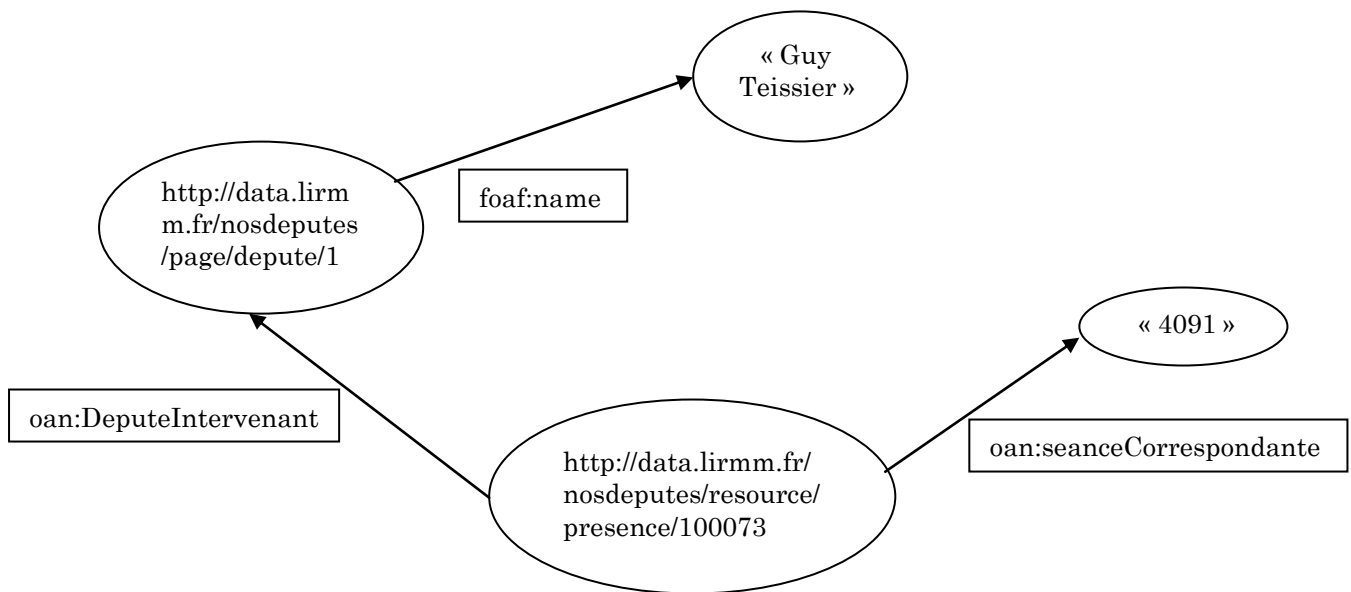 « Guy
Teissier »
http://data.lirm
m.fr/nosdeputes
/page/depute/1
foaf:name
« 4091 »
oan:DeputeIntervenant
oan:seanceCorrespondante
http://data.lirmm.fr/
nosdeputes/resource/
presence/100073